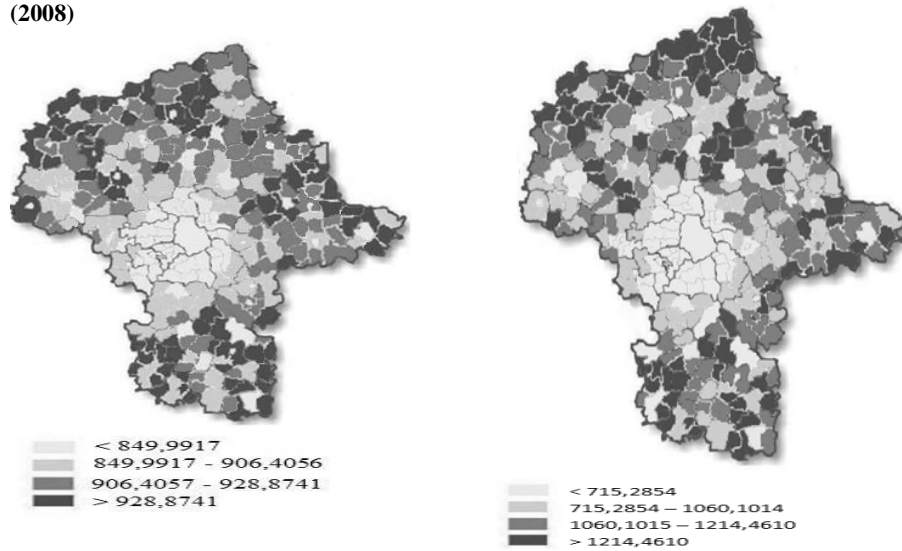 (2008)
< 849,9917
849,9917 - 906,4056
906,4057 - 928,8741
> 928,8741
< 715,2854
715,2854 – 1060,1014
1060,1015 – 1214,4610
> 1214,4610